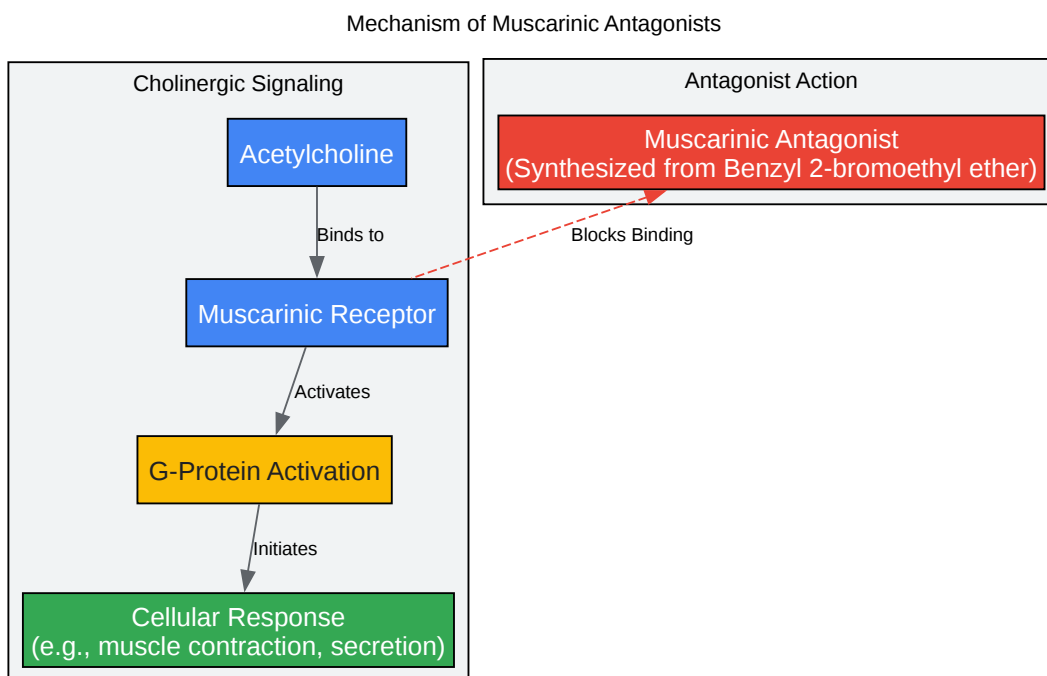 Mechanism of Muscarinic Antagonists
Cholinergic Signaling
Acetylcholine
Binds to
Muscarinic Receptor
Activates
G-Protein Activation
Initiates
Cellular Response
(e.g., muscle contraction, secretion)
Antagonist Action
Muscarinic Antagonist
(Synthesized from Benzyl 2-bromoethyl ether)
Blocks Binding